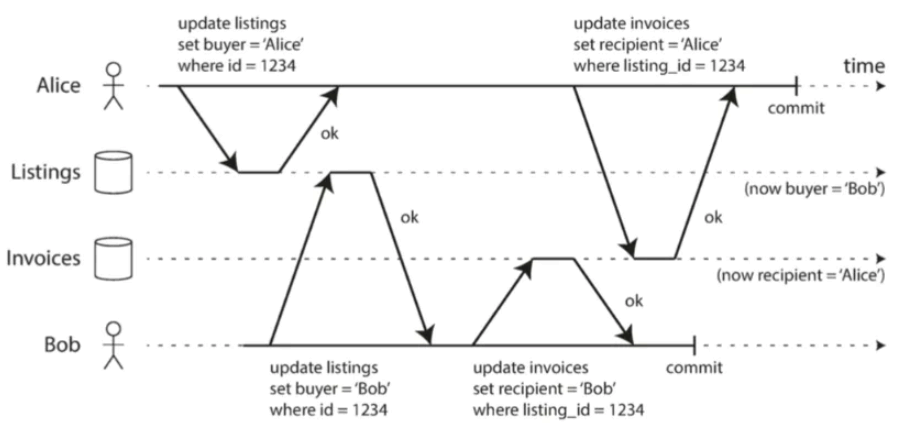 update listings
set buyer = 'Alice'
where id = 1234
update invoices
set recipient = 'Alice'
where listing_id = 1234
time
Alice
commit
ok
Listings
(now buyer = 'Bob')
ok
ok
Invoices
(now recipient = 'Alice')
ok
Bob
update listings
set buyer = 'Bob'
where id = 1234
update invoices
set recipient = 'Bob'
where listing_id = 1234
commit